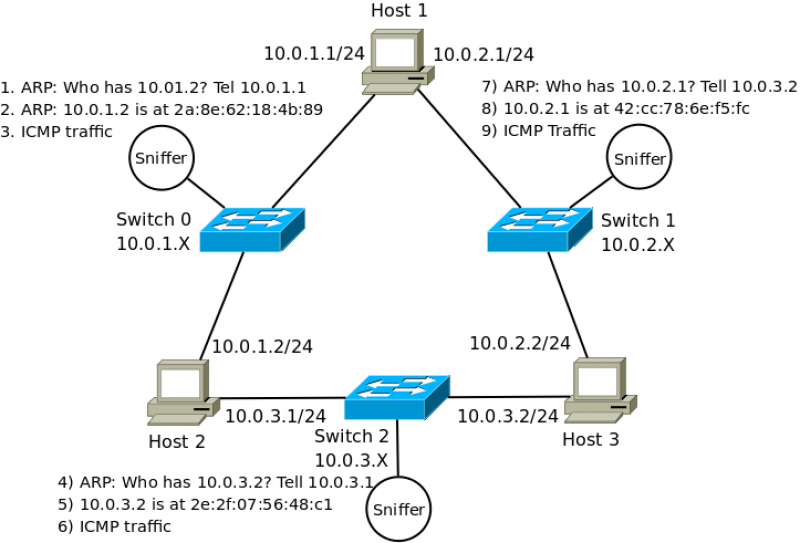 Host 1
10.0.1.1/24
10.0.2.1/24
1. ARP: Who has 10.01.2? Tel 10.0.1.1
2. ARP: 10.0.1.2 is at 2a:8e:62:18:4b:89
3. ICMP traffic
7) ARP: Who has 10.0.2.1? Tell 10.0.3.2
8) 10.0.2.1 is at 42:cc:78:6e:f5:fc
9) ICMP Traffic
Sniffer
Sniffer
Switch 0
10.0.1.X
Switch 1
10.0.2.X
10.0.1.2/24
10.0.2.2/24
10.0.3.1/24
10.0.3.2/24
Host 2
Switch 2
10.0.3.X
Host 3
4) ARP: Who has 10.0.3.2? Tell 10.0.3.1
5) 10.0.3.2 is at 2e:2f:07:56:48:c1
6) ICMP traffic
Sniffer